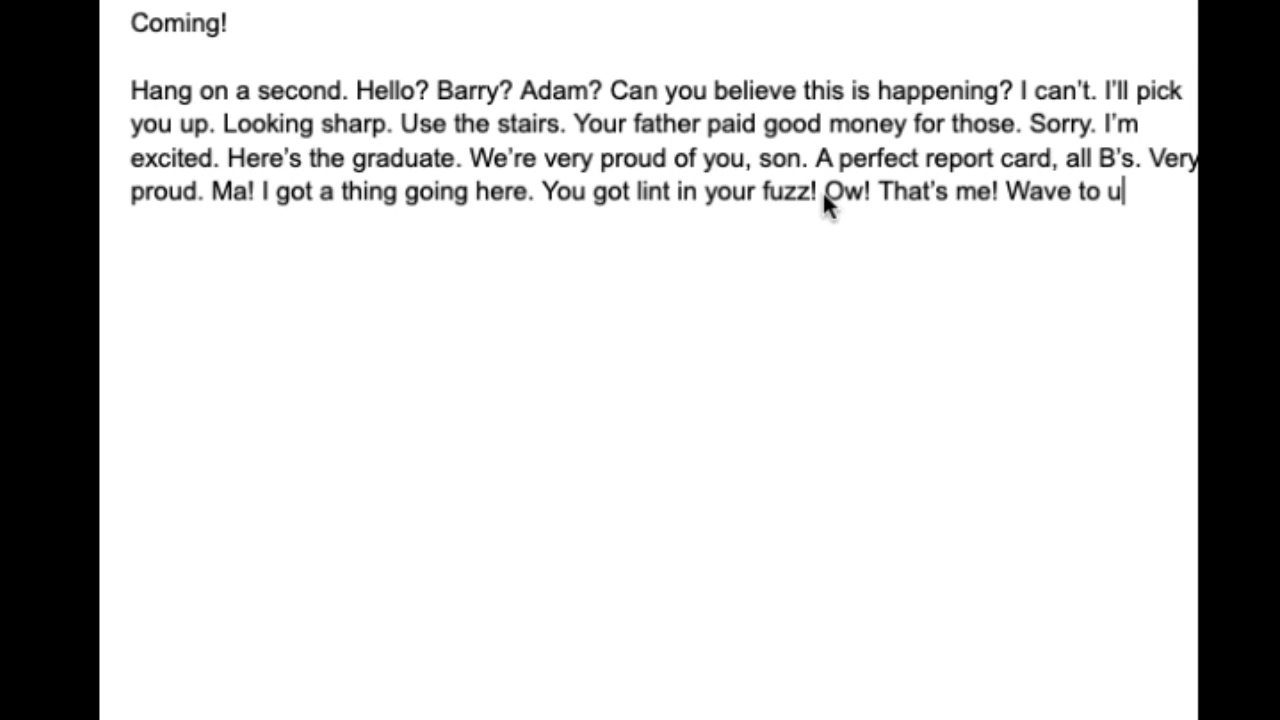 Coming!
Hang on a second. Hello? Barry? Adam? Can you believe this is happening? I can’t. I’ll pick
you up. Looking sharp. Use the stairs. Your father paid good money for those. Sorry. I’m
excited. Here’s the graduate. We’re very proud of you, son. A perfect report card, all B’s. Very
proud. Ma! I got a thing going here. You got lint in your fuzz! Ow! That’s me! Wave to u